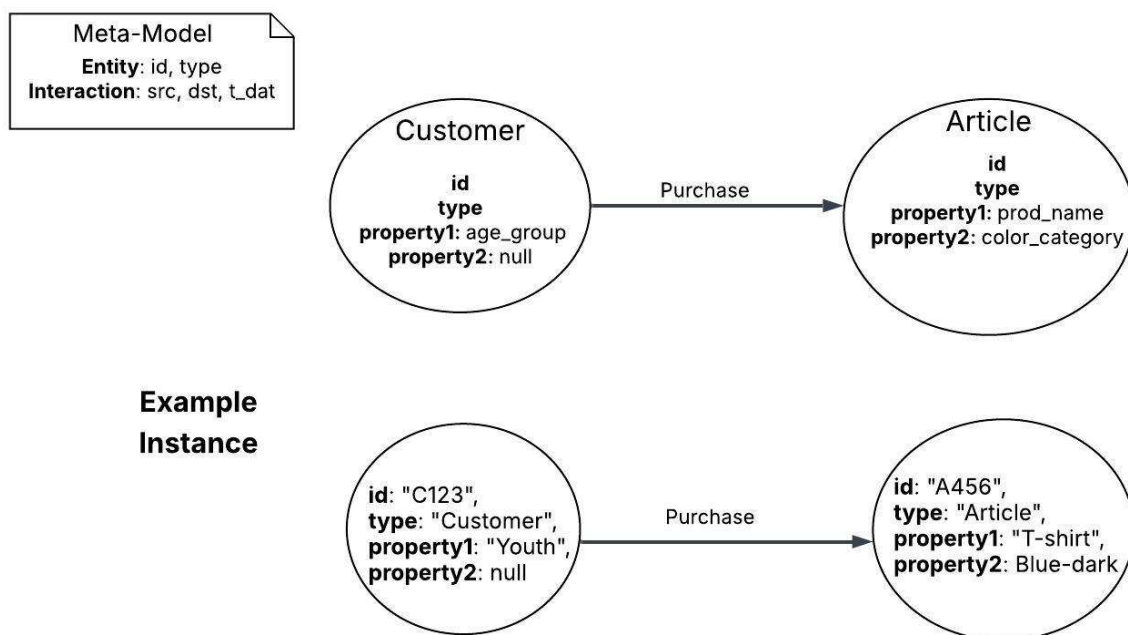 Meta-Model
Entity: id, type
Interaction: src, dst, t_dat
Customer
id
type
property1: age_group
property2: null
Purchase
Article
id
type
property1: prod_name
property2: color_category
Example
Instance
id: "C123",
type: "Customer",
property1: "Youth",
property2: null
Purchase
id: "A456",
type: "Article",
property1: "T-shirt",
property2: Blue-dark